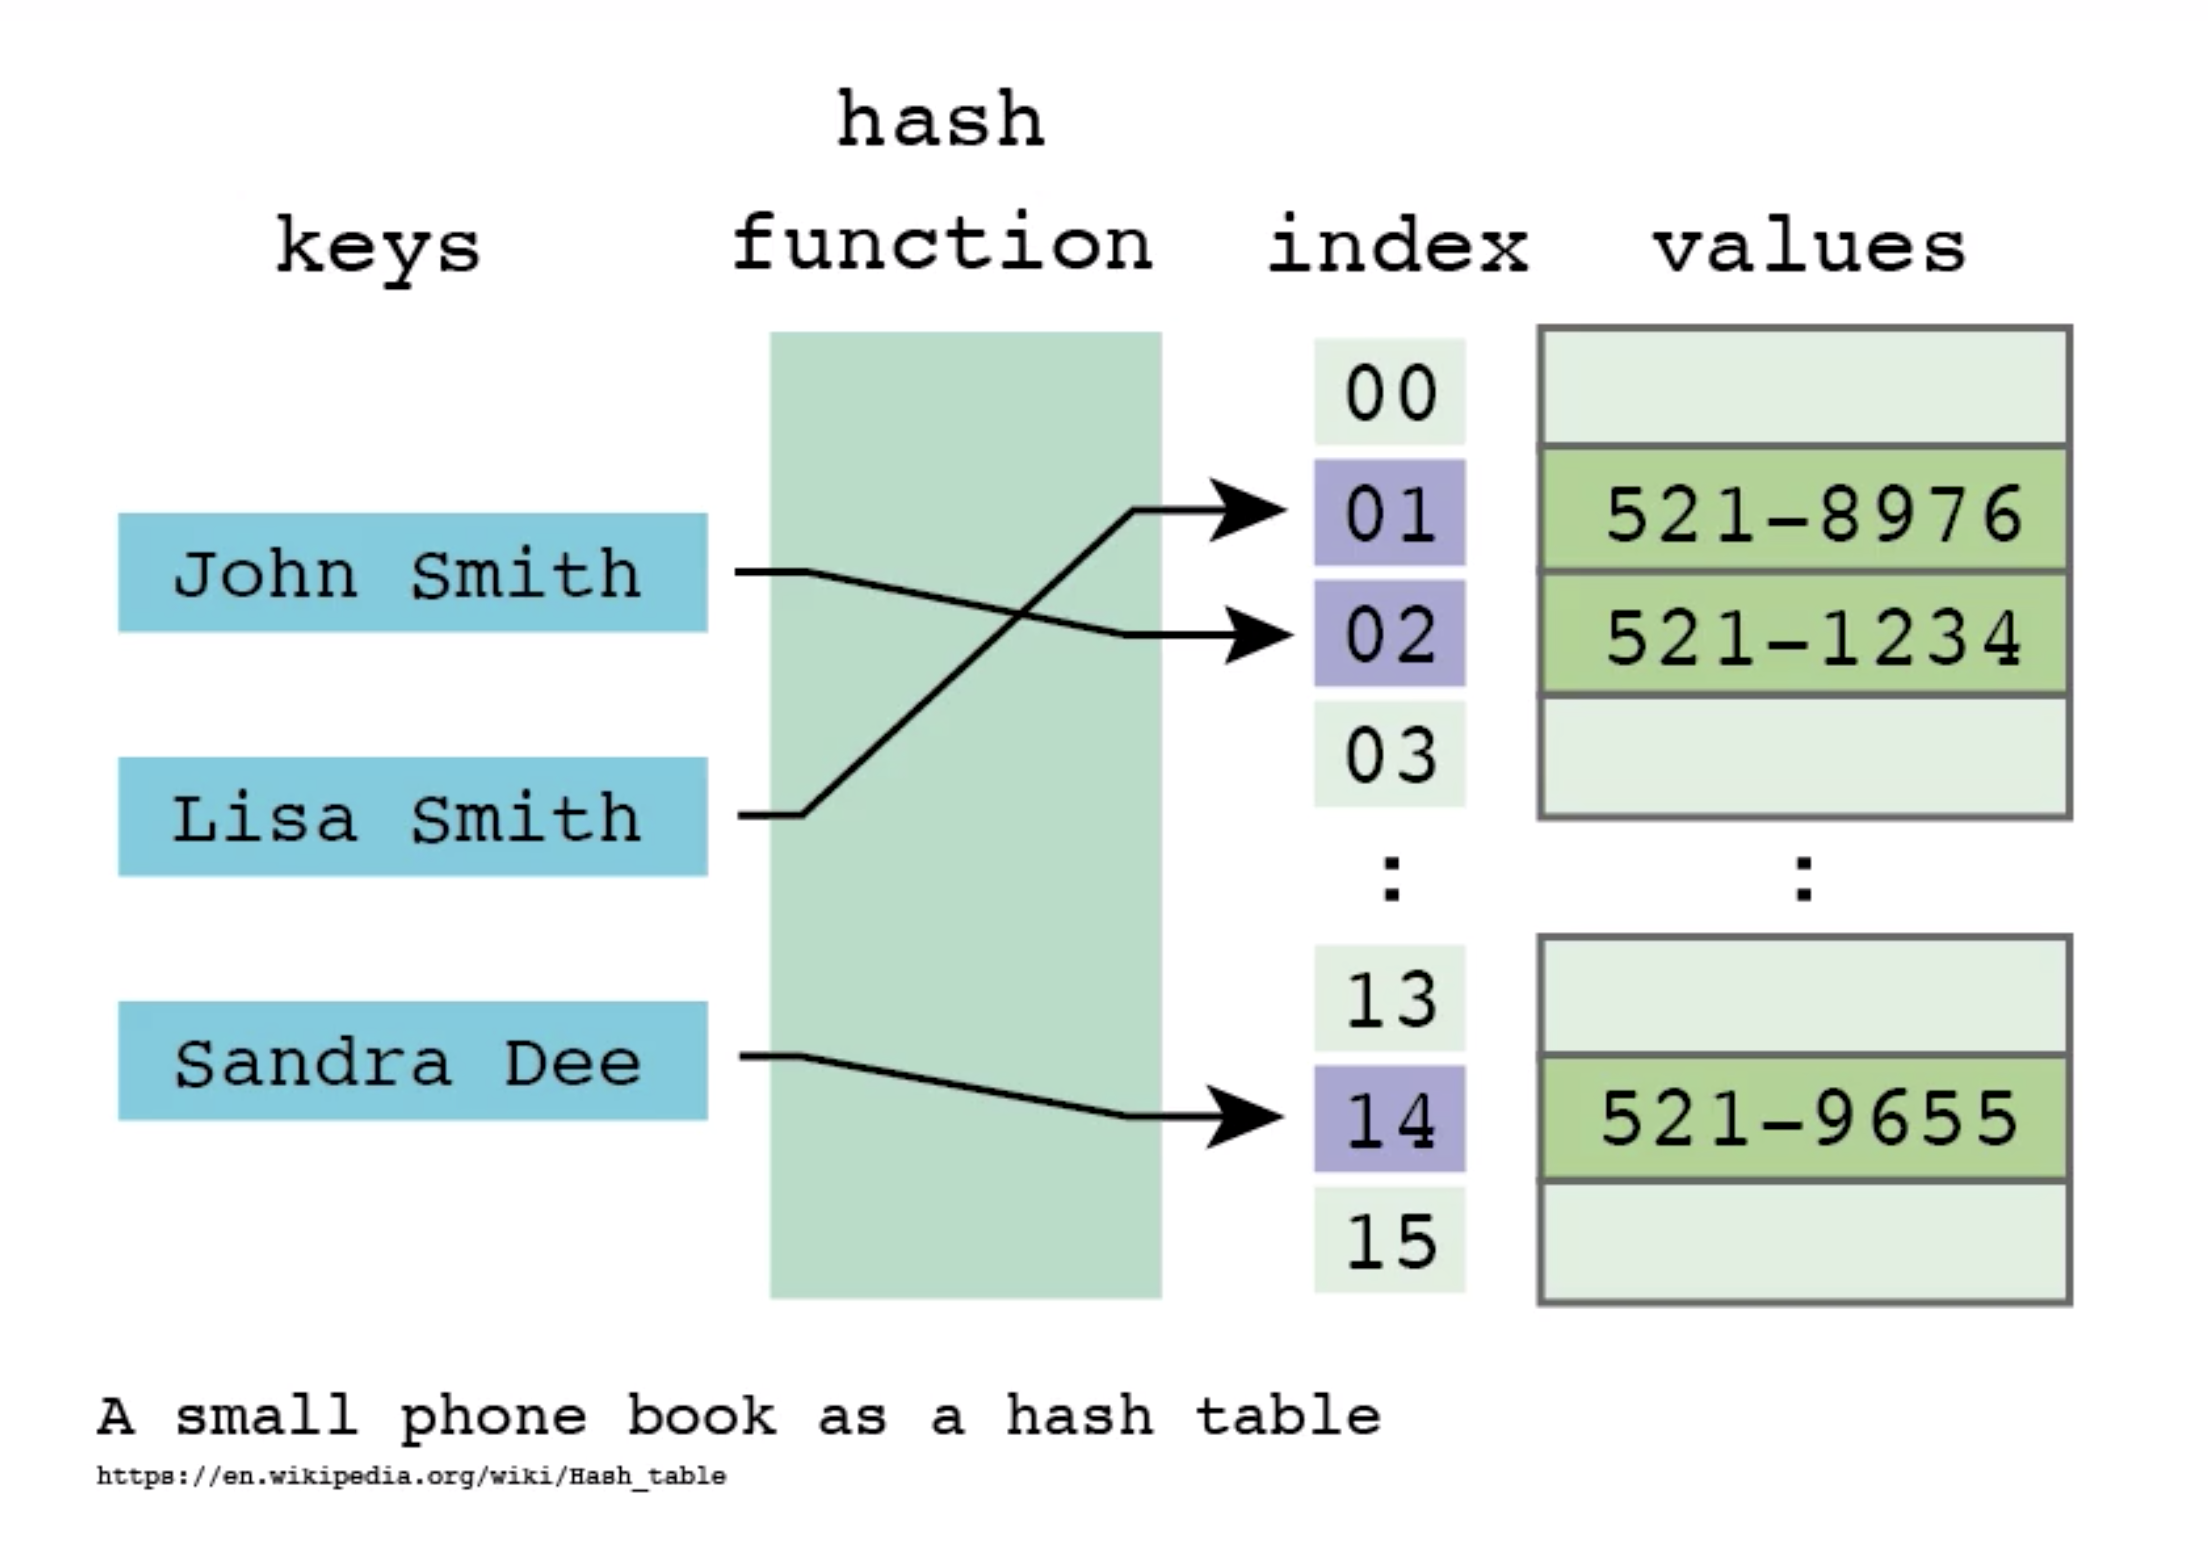 hash
keys function index values
00
01 521-8976
John Smith
02 521-1234
03
Lisa Smith
: :
13
Sandra Dee
14 521-9655
15
A small phone book as a hash table
https://en.wikipedia.org/wiki/Hash_table